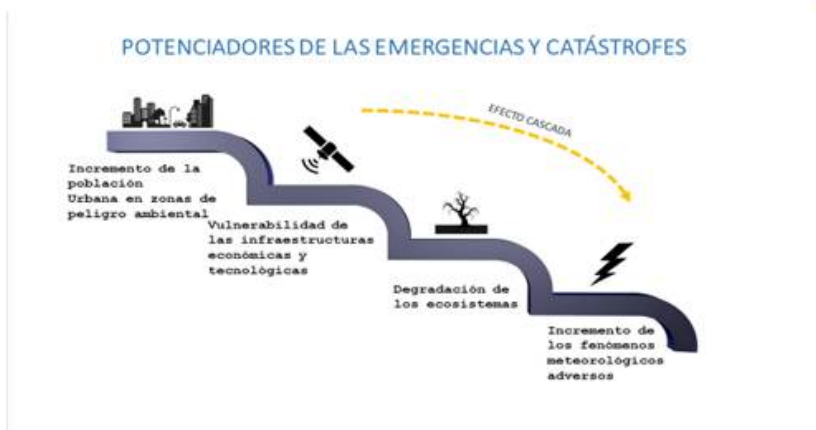 POTENCIADORES DE LAS EMERGENCIAS Y CATÁSTROFES
EFECTO CASCADA
Incremento de la
población
Urbana en zonas de
peligro ambiental
Vulnerabilidad de
las infraestructuras
económicas y
tecnológicas
Degradación de
los ecosistemas
Incremento de
los fenómenos
meteorológicos
adversos